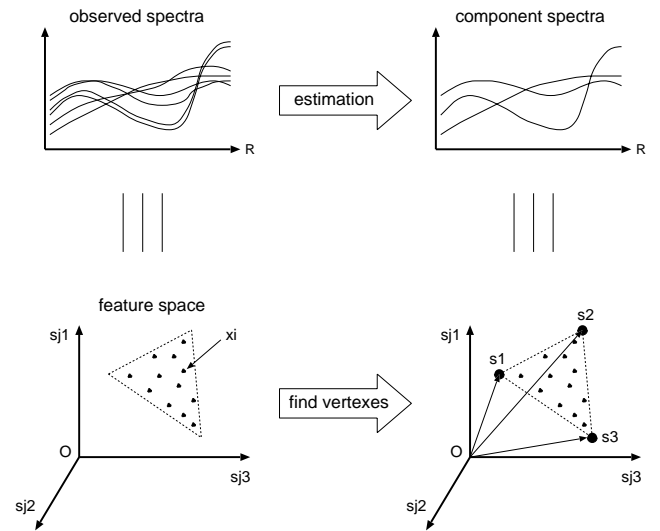 observed spectra
component spectra
estimation
R
R
feature space
sj1
xi
O
sj2
sj3
find vertexes
sj1
s2
s1
s3
O
sj2
sj3